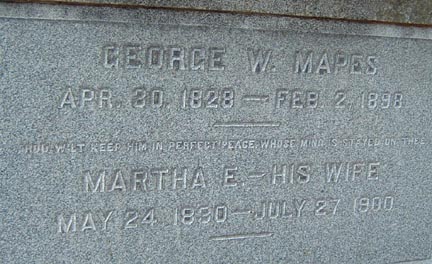 GEORGE W. MAPES
APR. 30, 1828 — FEB. 2, 1898
THOU WILT KEEP HIM IN PERFECT PEACE, WHOSE MIND IS STAYED ON THEE
MARTHA E. — HIS WIFE
MAY 24, 1830 — JULY 27, 1900